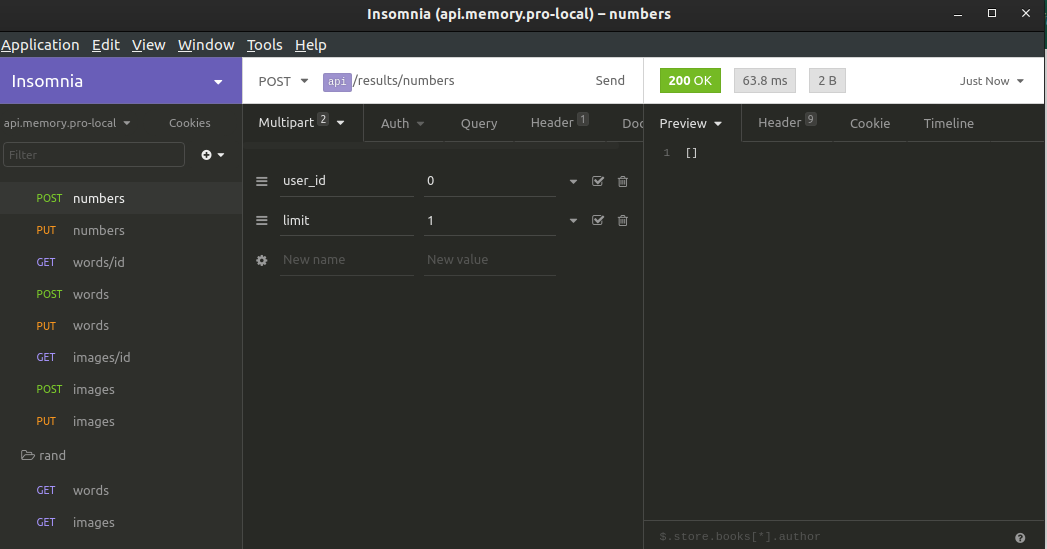 Insomnia (api.memory.pro-local) – numbers
Application Edit View Window Tools Help
Insomnia
POST api/results/numbers Send
200 OK 63.8 ms 2 B Just Now
api.memory.pro-local Cookies
Multipart 2 Auth Query Header 1 Doc
Preview Header 9 Cookie Timeline
Filter
1 []
user_id 0
limit 1
New name New value
POST numbers
PUT numbers
GET words/id
POST words
PUT words
GET images/id
POST images
PUT images
rand
GET words
GET images
$.store.books[*].author